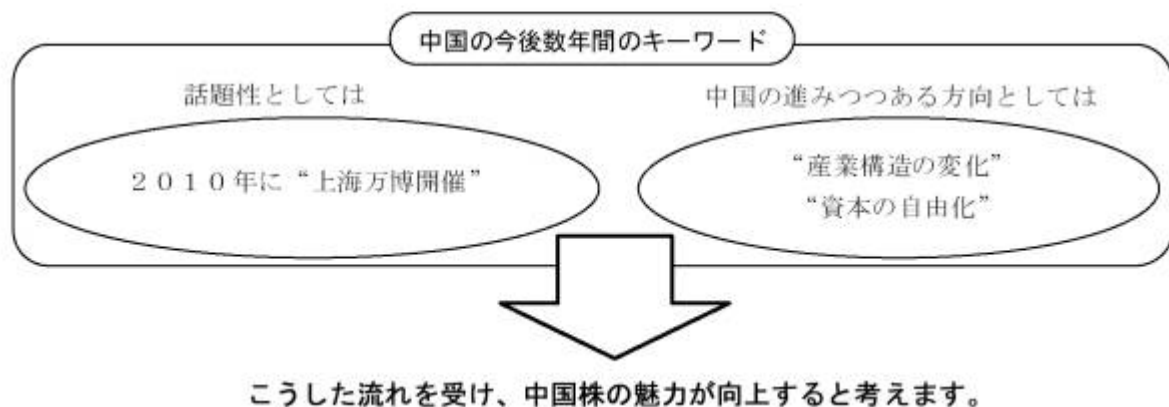 中国の今後数年間のキーワード
話題性としては
２０１０年に“上海万博開催”
中国の進みつつある方向としては
“産業構造の変化”
“資本の自由化”
こうした流れを受け、中国株の魅力が向上すると考えます。